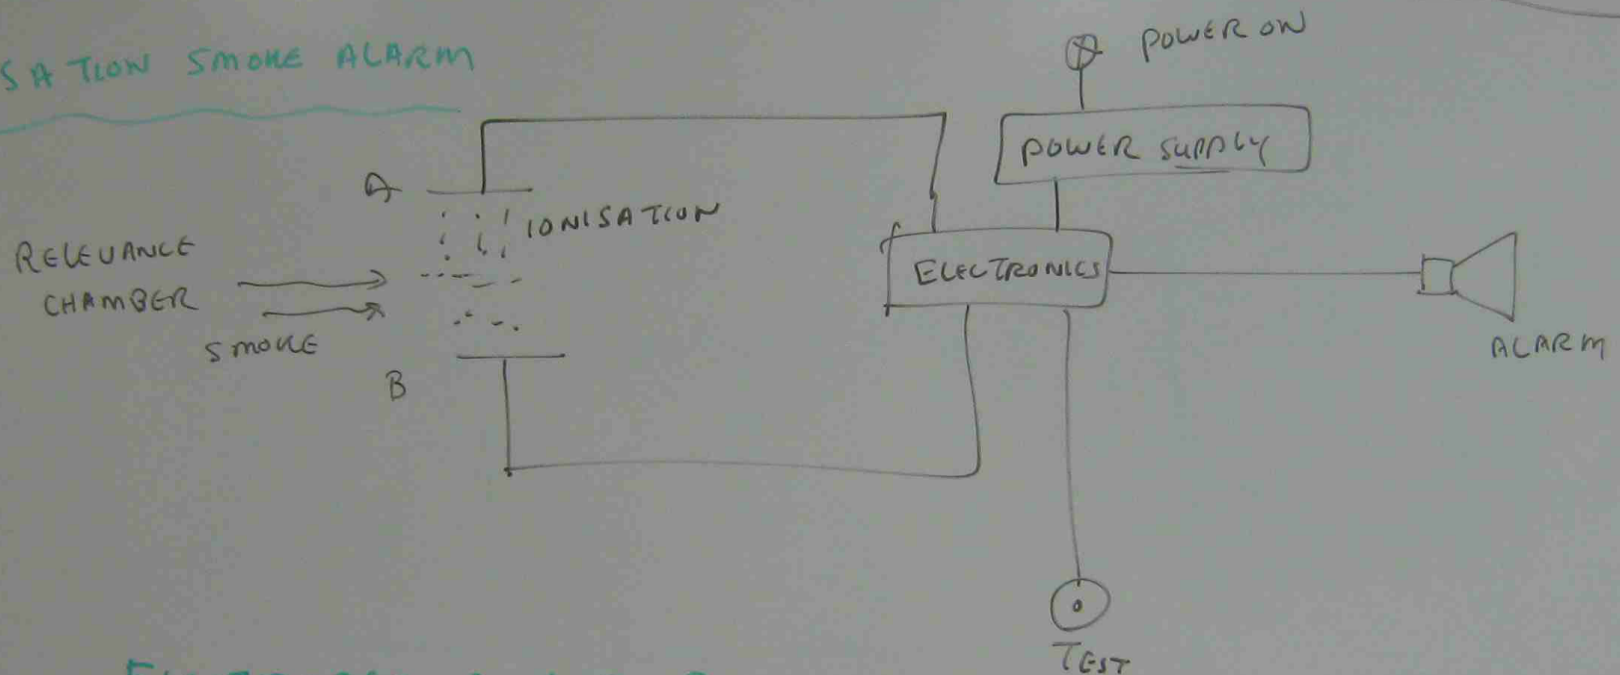 SATION SMOKE ALARM
POWER ON
POWER SUPPLY
A
IONISATION
RELEVANCE
CHAMBER
ELECTRONICS
SMOKE
ALARM
B
TEST